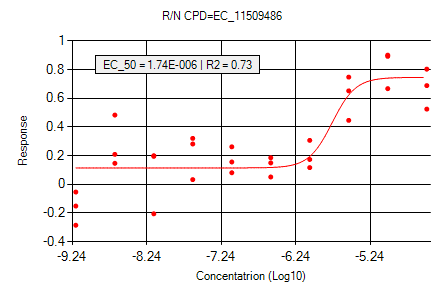 R/N CPD=EC_11509486
EC_50 = 1.74E-006 | R2 = 0.73
1
0.8
0.6
0.4
0.2
0
-0.2
-0.4
Response
-9.24 -8.24 -7.24 -6.24 -5.24
Concentatrion (Log10)